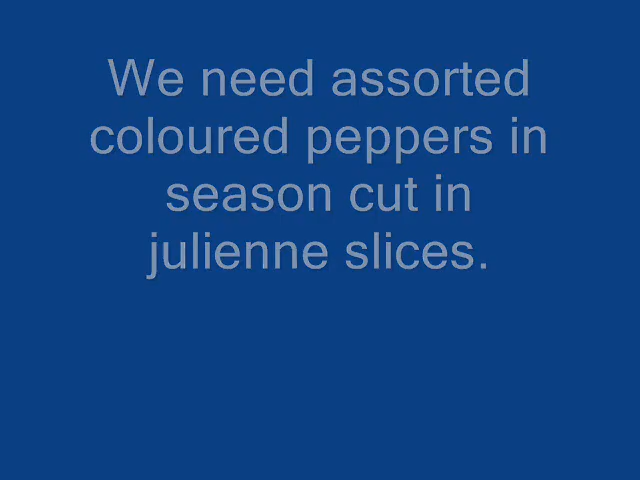 We need assorted
coloured peppers in
season cut in
julienne slices.